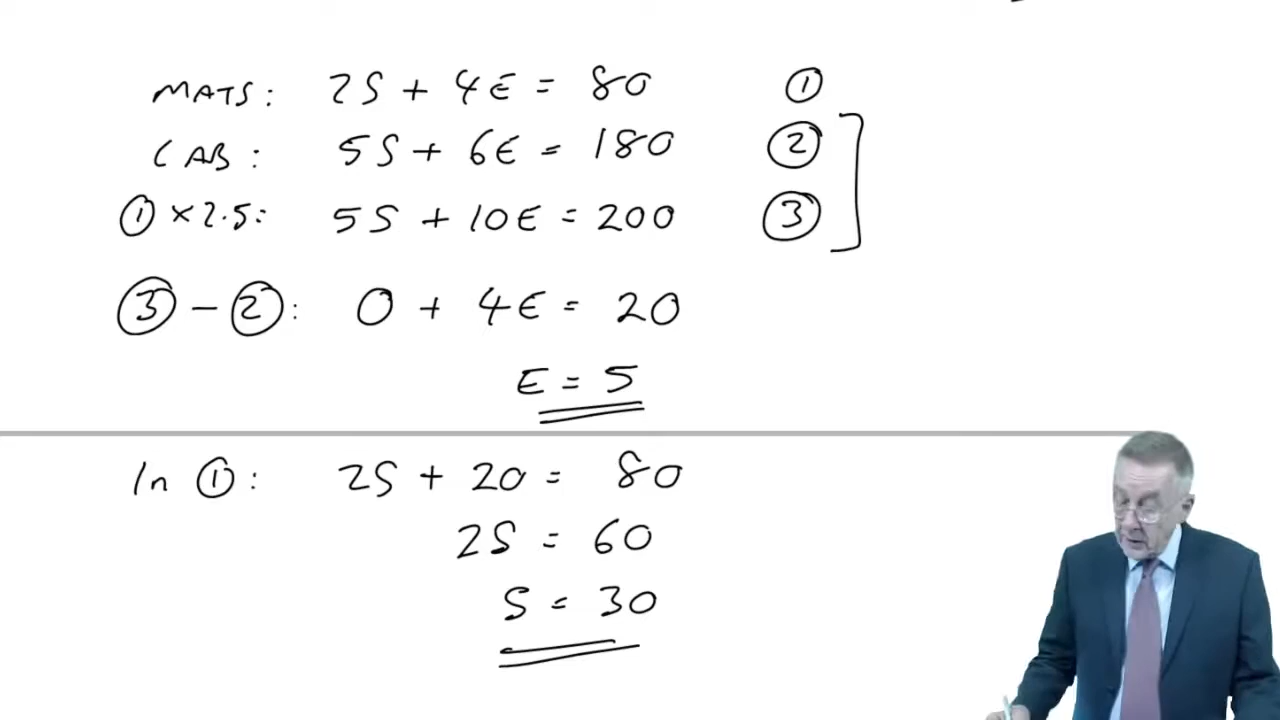 MATS: 2S + 4E = 80 ①
LAB: 5S + 6E = 180 ②
① × 2.5: 5S + 10E = 200 ③
③ - ②: 0 + 4E = 20
E = 5
In ①: 2S + 20 = 80
2S = 60
S = 30